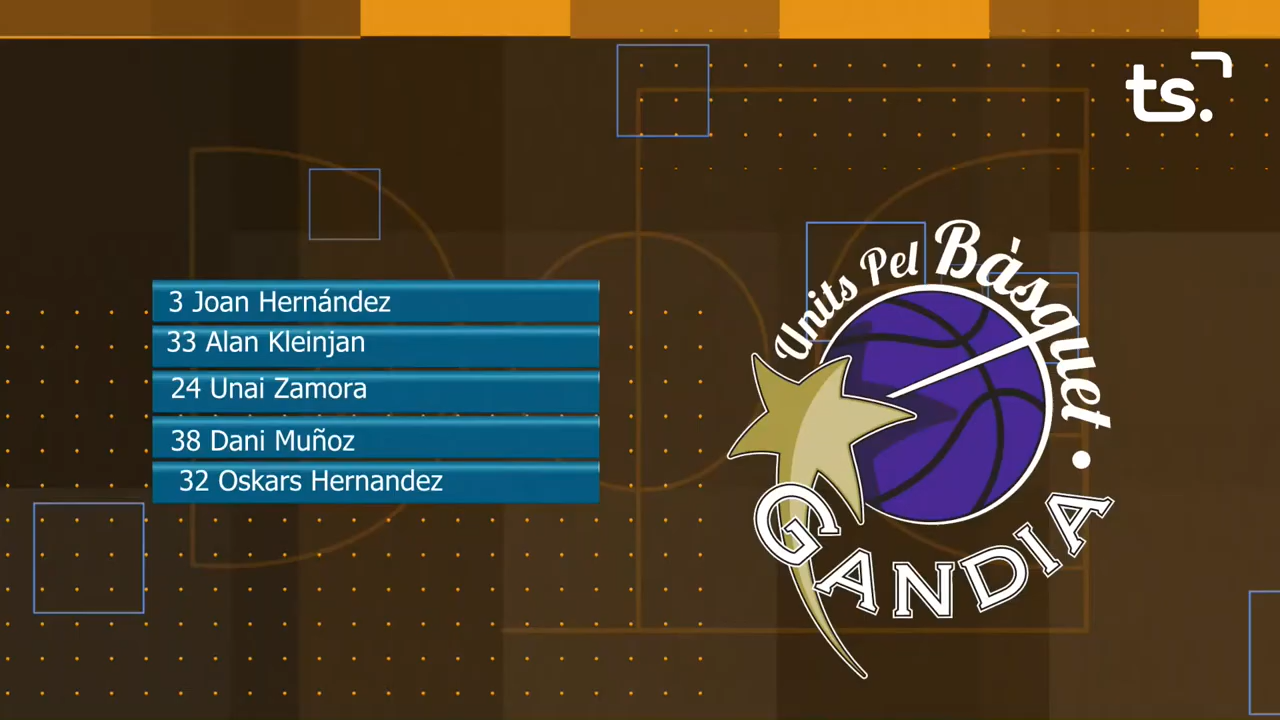 ts.
3 Joan Hernández
33 Alan Kleinjan
24 Unai Zamora
38 Dani Muñoz
32 Oskars Hernandez
Units Pel Bàsquet •
GANDIA